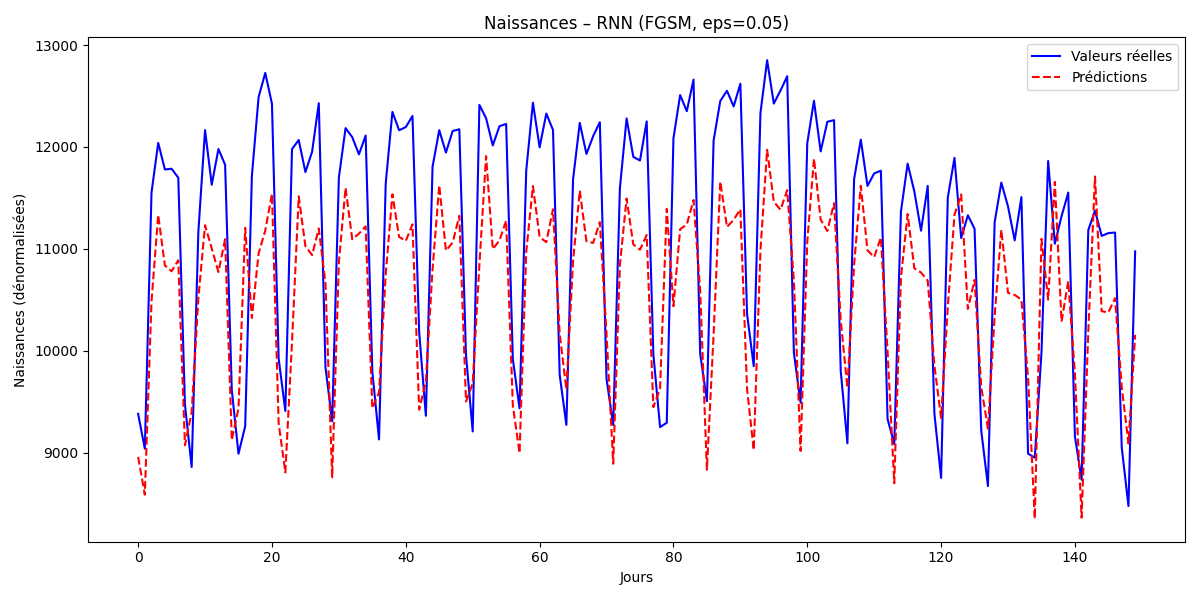 Naissances – RNN (FGSM, eps=0.05)
Valeurs réelles
Prédictions
13000
12000
11000
10000
9000
Naissances (dénormalisées)
0 20 40 60 80 100 120 140
Jours